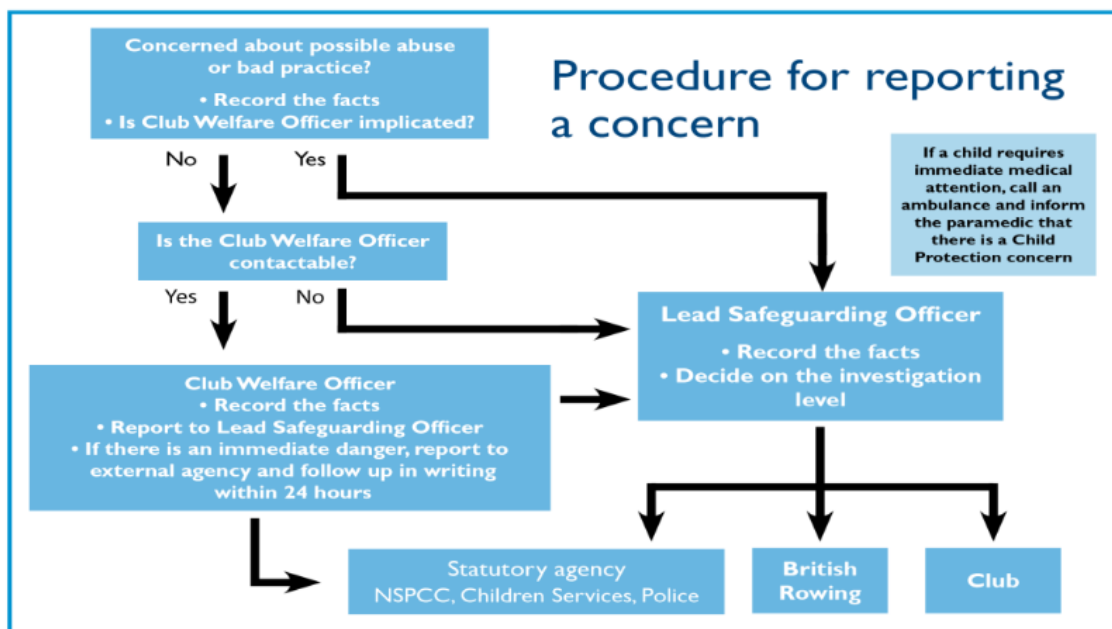 Concerned about possible abuse
or bad practice?
• Record the facts
• Is Club Welfare Officer implicated?
Procedure for reporting
a concern
If a child requires
immediate medical
attention, call an
ambulance and inform
the paramedic that
there is a Child
Protection concern
No
Yes
Is the Club Welfare Officer
contactable?
Yes
No
Lead Safeguarding Officer
• Record the facts
• Decide on the investigation
level
Club Welfare Officer
• Record the facts
• Report to Lead Safeguarding Officer
• If there is an immediate danger, report to
external agency and follow up in writing
within 24 hours
Statutory agency
NSPCC, Children Services, Police
British
Rowing
Club